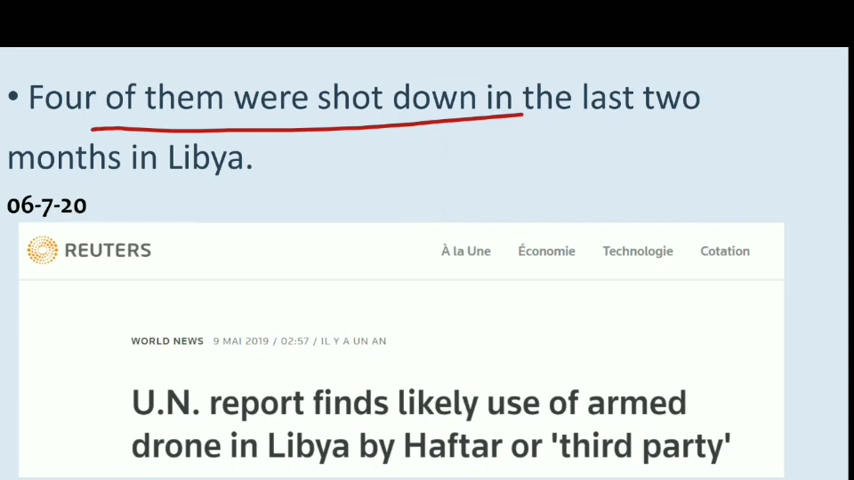 • Four of them were shot down in the last two
months in Libya.
06-7-20
REUTERS À la Une Économie Technologie Cotation
WORLD NEWS 9 MAI 2019 / 02:57 / IL Y A UN AN
U.N. report finds likely use of armed
drone in Libya by Haftar or 'third party'